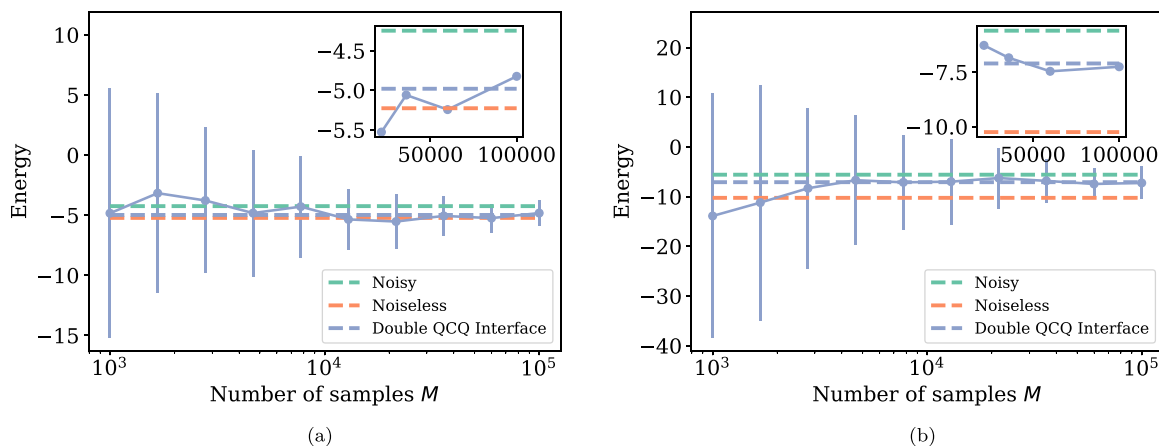 10
5
0
−5
−10
−15
Energy
−4.5
−5.0
−5.5
50000 100000
Noisy
Noiseless
Double QCQ Interface
10³ 10⁴ 10⁵
Number of samples M
(a)
20
10
0
−10
−20
−30
−40
Energy
−7.5
−10.0
50000 100000
Noisy
Noiseless
Double QCQ Interface
10³ 10⁴ 10⁵
Number of samples M
(b)